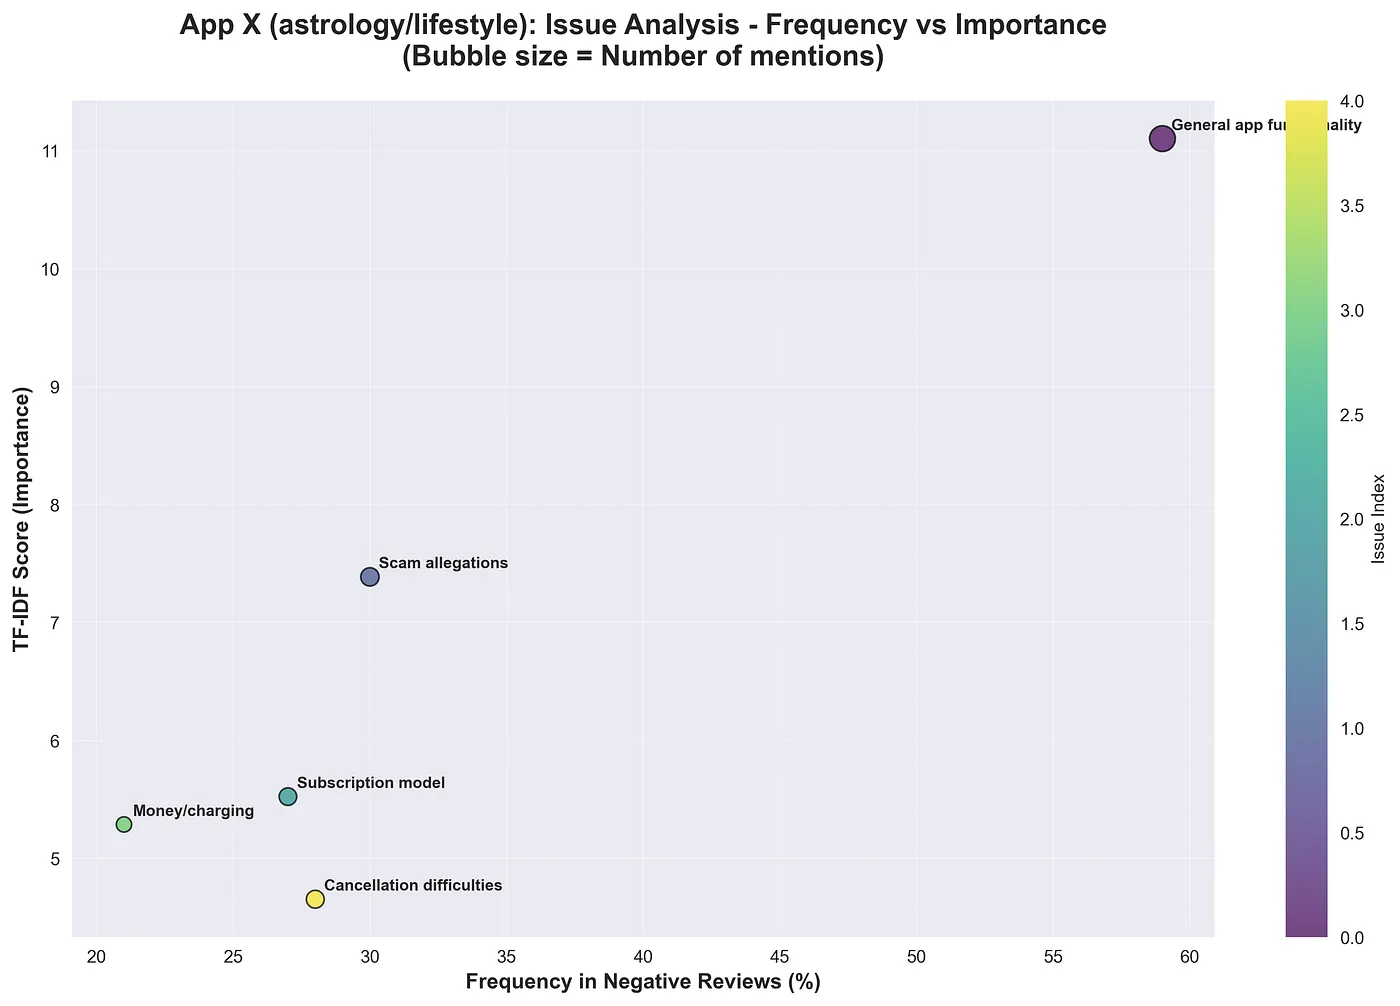 App X (astrology/lifestyle): Issue Analysis - Frequency vs Importance
(Bubble size = Number of mentions)
General app fu ality
4.0
11
3.5
10
3.0
9
2.5
TF-IDF Score (Importance)
8
2.0
Issue Index
Scam allegations
7
1.5
6
1.0
Subscription model
Money/charging
5
0.5
Cancellation difficulties
0.0
20 25 30 35 40 45 50 55 60
Frequency in Negative Reviews (%)